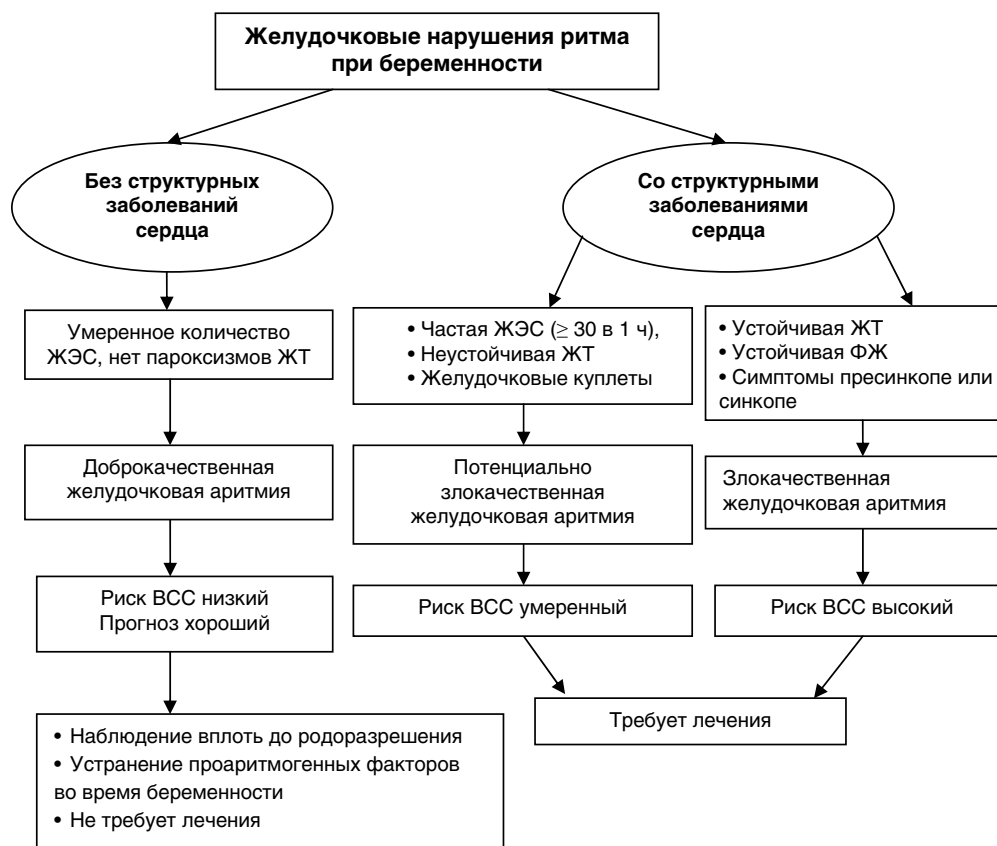 Желудочковые нарушения ритма
при беременности
Без структурных
заболеваний
сердца
Со структурными
заболеваниями
сердца
Умеренное количество
ЖЭС, нет пароксизмов ЖТ
• Частая ЖЭС (≥ 30 в 1 ч),
• Неустойчивая ЖТ
• Желудочковые куплеты
• Устойчивая ЖТ
• Устойчивая ФЖ
• Симптомы пресинкопе или
синкопе
Доброкачественная
желудочковая аритмия
Потенциально
злокачественная
желудочковая аритмия
Злокачественная
желудочковая аритмия
Риск ВСС низкий
Прогноз хороший
Риск ВСС умеренный
Риск ВСС высокий
• Наблюдение вплоть до родоразрешения
• Устранение проаритмогенных факторов
во время беременности
• Не требует лечения
Требует лечения